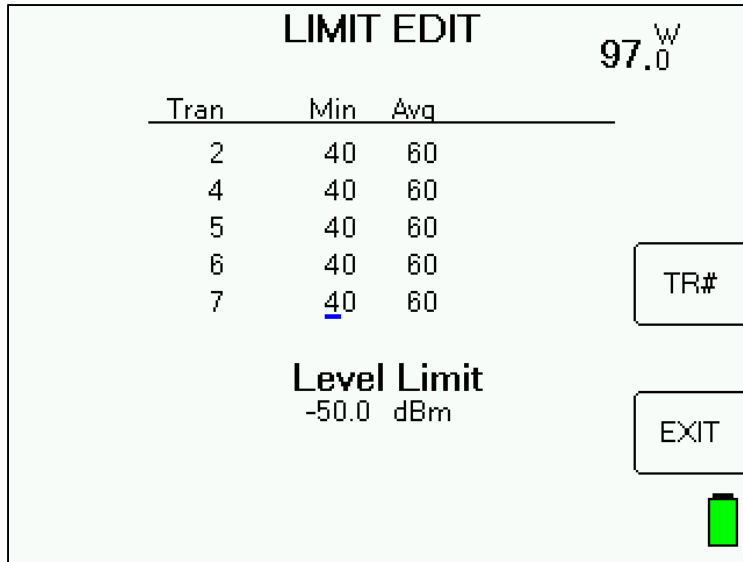 LIMIT EDIT
97.0 W
Tran Min Avg
2 40 60
4 40 60
5 40 60
6 40 60
7 40 60
TR#
Level Limit
-50.0 dBm
EXIT